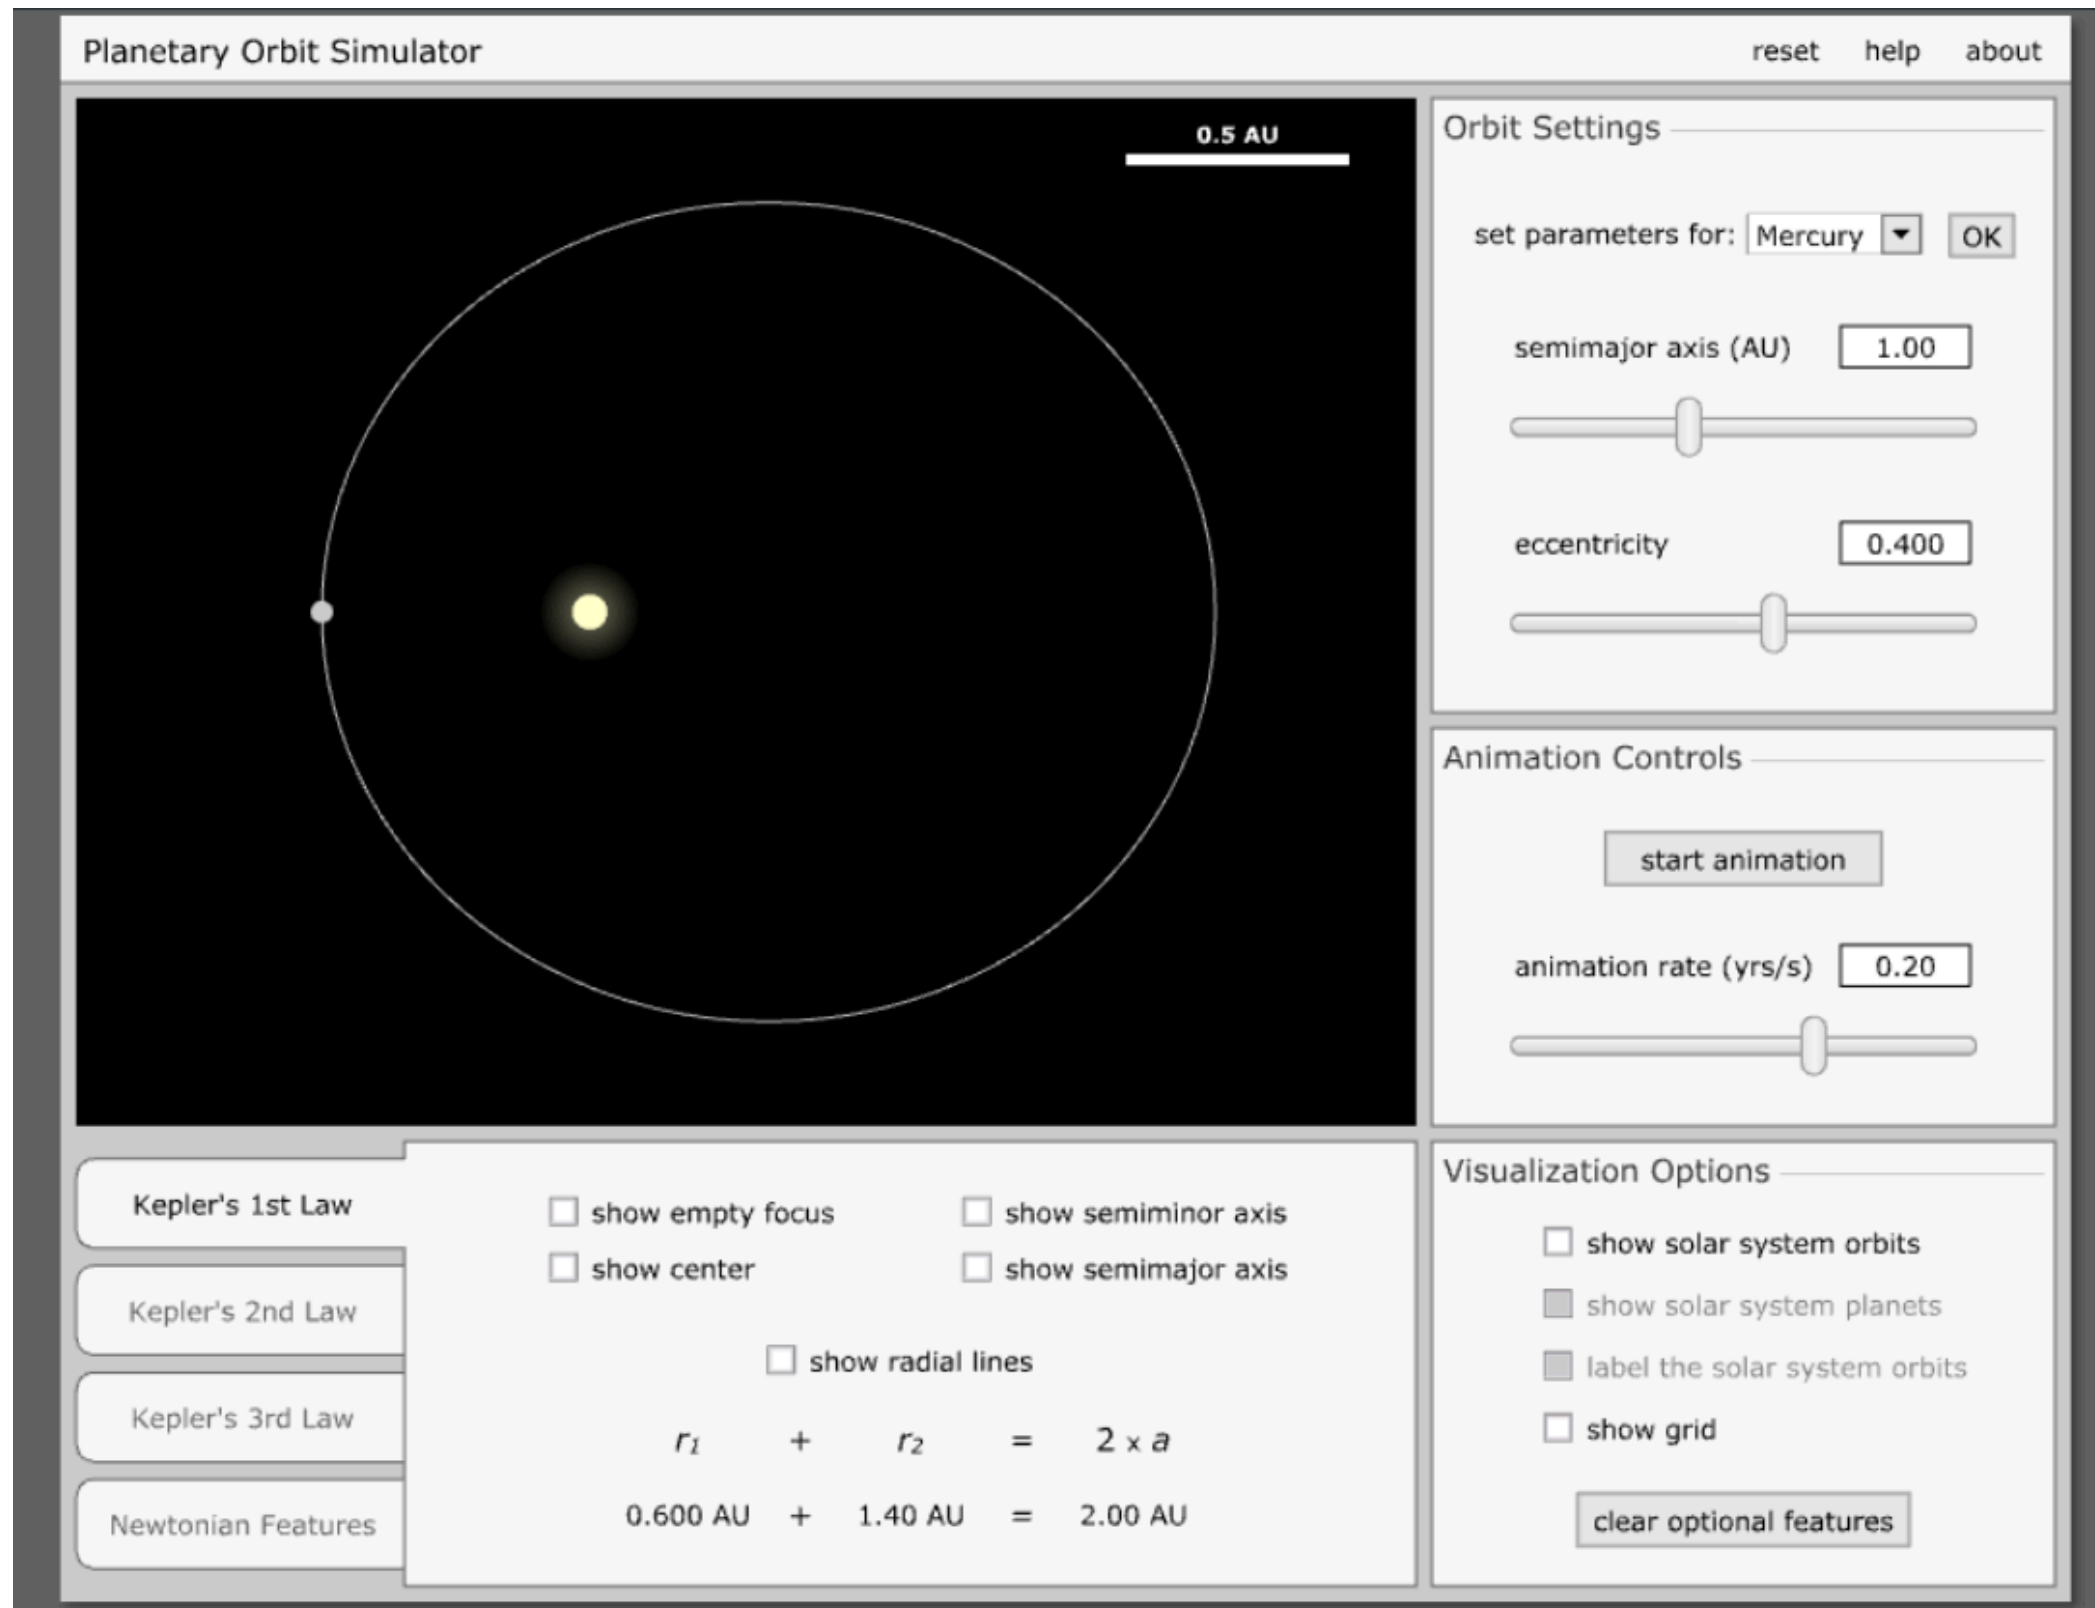 Planetary Orbit Simulator
reset help about
0.5 AU
Orbit Settings
set parameters for: Mercury OK
semimajor axis (AU) 1.00
eccentricity 0.400
Animation Controls
start animation
animation rate (yrs/s) 0.20
Kepler's 1st Law
Kepler's 2nd Law
Kepler's 3rd Law
Newtonian Features
show empty focus show semiminor axis
show center show semimajor axis
show radial lines
r1 + r2 = 2 x a
0.600 AU + 1.40 AU = 2.00 AU
Visualization Options
show solar system orbits
show solar system planets
label the solar system orbits
show grid
clear optional features